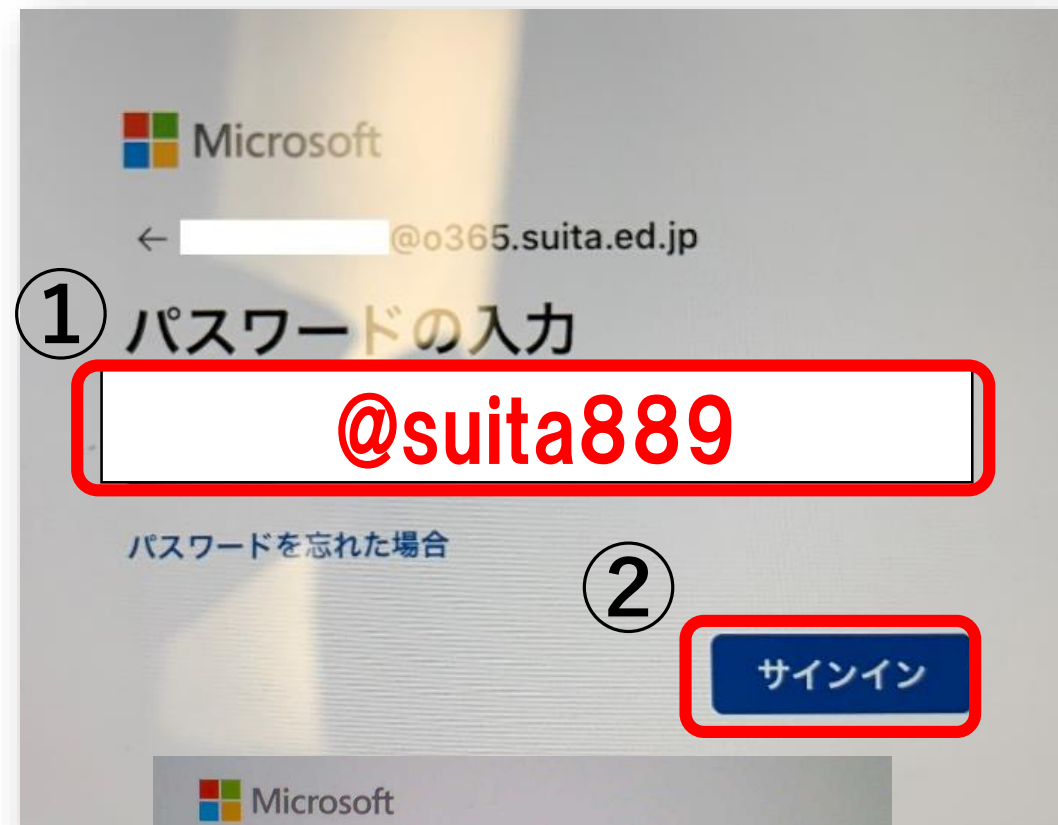 Microsoft
← @o365.suita.ed.jp
① パスワードの入力
@suita889
パスワードを忘れた場合
②
サインイン
Microsoft